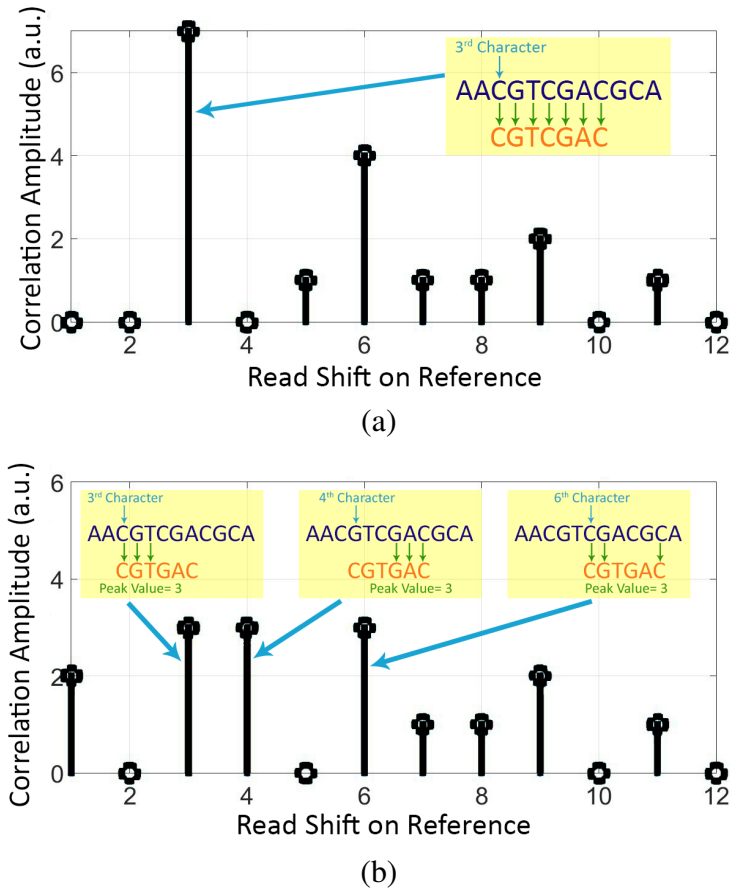 Correlation Amplitude (a.u.)
6
4
2
0
3rd Character
AACGTCGACGCA
CGTCGAC
2 4 6 8 10 12
Read Shift on Reference
(a)
Correlation Amplitude (a.u.)
6
4
2
0
3rd Character
AACGTCGACGCA
CGTGAC
Peak Value= 3
4th Character
AACGTCGACGCA
CGTGAC
Peak Value= 3
6th Character
AACGTCGACGCA
CGTGAC
Peak Value= 3
2 4 6 8 10 12
Read Shift on Reference
(b)